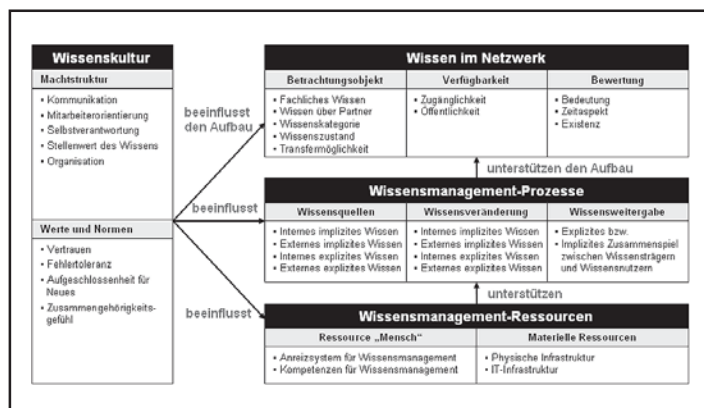 Wissenskultur
Machtstruktur
• Kommunikation
• Mitarbeiterorientierung
• Selbstverantwortung
• Stellenwert des Wissens
• Organisation
Werte und Normen
• Vertrauen
• Fehlertoleranz
• Aufgeschlossenheit für
Neues
• Zusammengehörigkeits-
gefühl
beeinflusst
den Aufbau
beeinflusst
beeinflusst
Wissen im Netzwerk
Betrachtungsobjekt
• Fachliches Wissen
• Wissen über Partner
• Wissenskategorie
• Wissenszustand
• Transfermöglichkeit
Verfügbarkeit
• Zugänglichkeit
• Öffentlichkeit
Bewertung
• Bedeutung
• Zeitaspekt
• Existenz
unterstützen den Aufbau
Wissensmanagement-Prozesse
Wissensquellen
• Internes implizites Wissen
• Externes implizites Wissen
• Internes explizites Wissen
• Externes explizites Wissen
Wissensveränderung
• Internes implizites Wissen
• Externes implizites Wissen
• Internes explizites Wissen
• Externes explizites Wissen
Wissensweitergabe
• Explizites bzw.
• Implizites Zusammenspiel
zwischen Wissensträgern
und Wissensnutzern
unterstützen
Wissensmanagement-Ressourcen
Ressource „Mensch“
• Anreizsystem für Wissensmanagement
• Kompetenzen für Wissensmanagement
Materielle Ressourcen
• Physische Infrastruktur
• IT-Infrastruktur